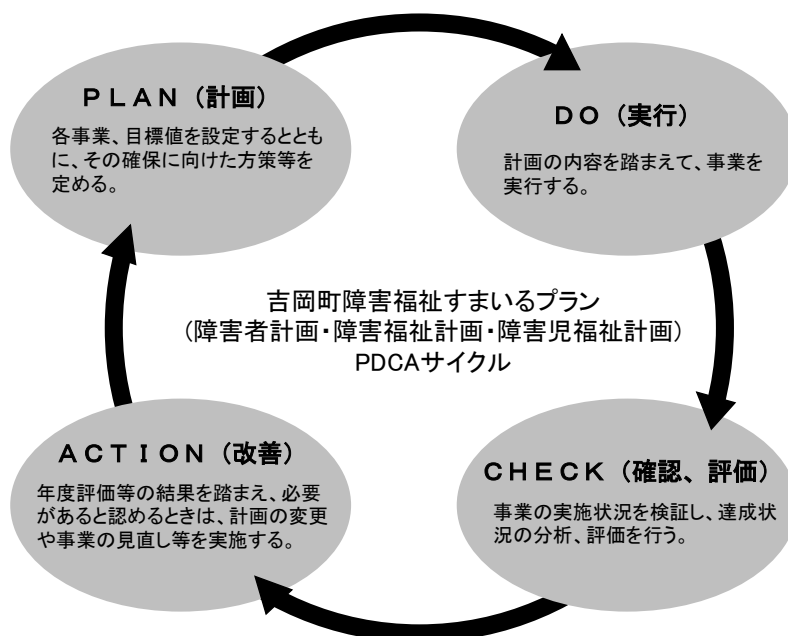 ＰＬＡＮ（計画）
各事業、目標値を設定するととも
に、その確保に向けた方策等を
定める。
ＤＯ（実行）
計画の内容を踏まえて、事業を
実行する。
吉岡町障害福祉すまいるプラン
（障害者計画・障害福祉計画・障害児福祉計画）
PDCAサイクル
ＡＣＴＩＯＮ（改善）
年度評価等の結果を踏まえ、必要
があると認めるときは、計画の変更
や事業の見直し等を実施する。
ＣＨＥＣＫ（確認、評価）
事業の実施状況を検証し、達成状
況の分析、評価を行う。